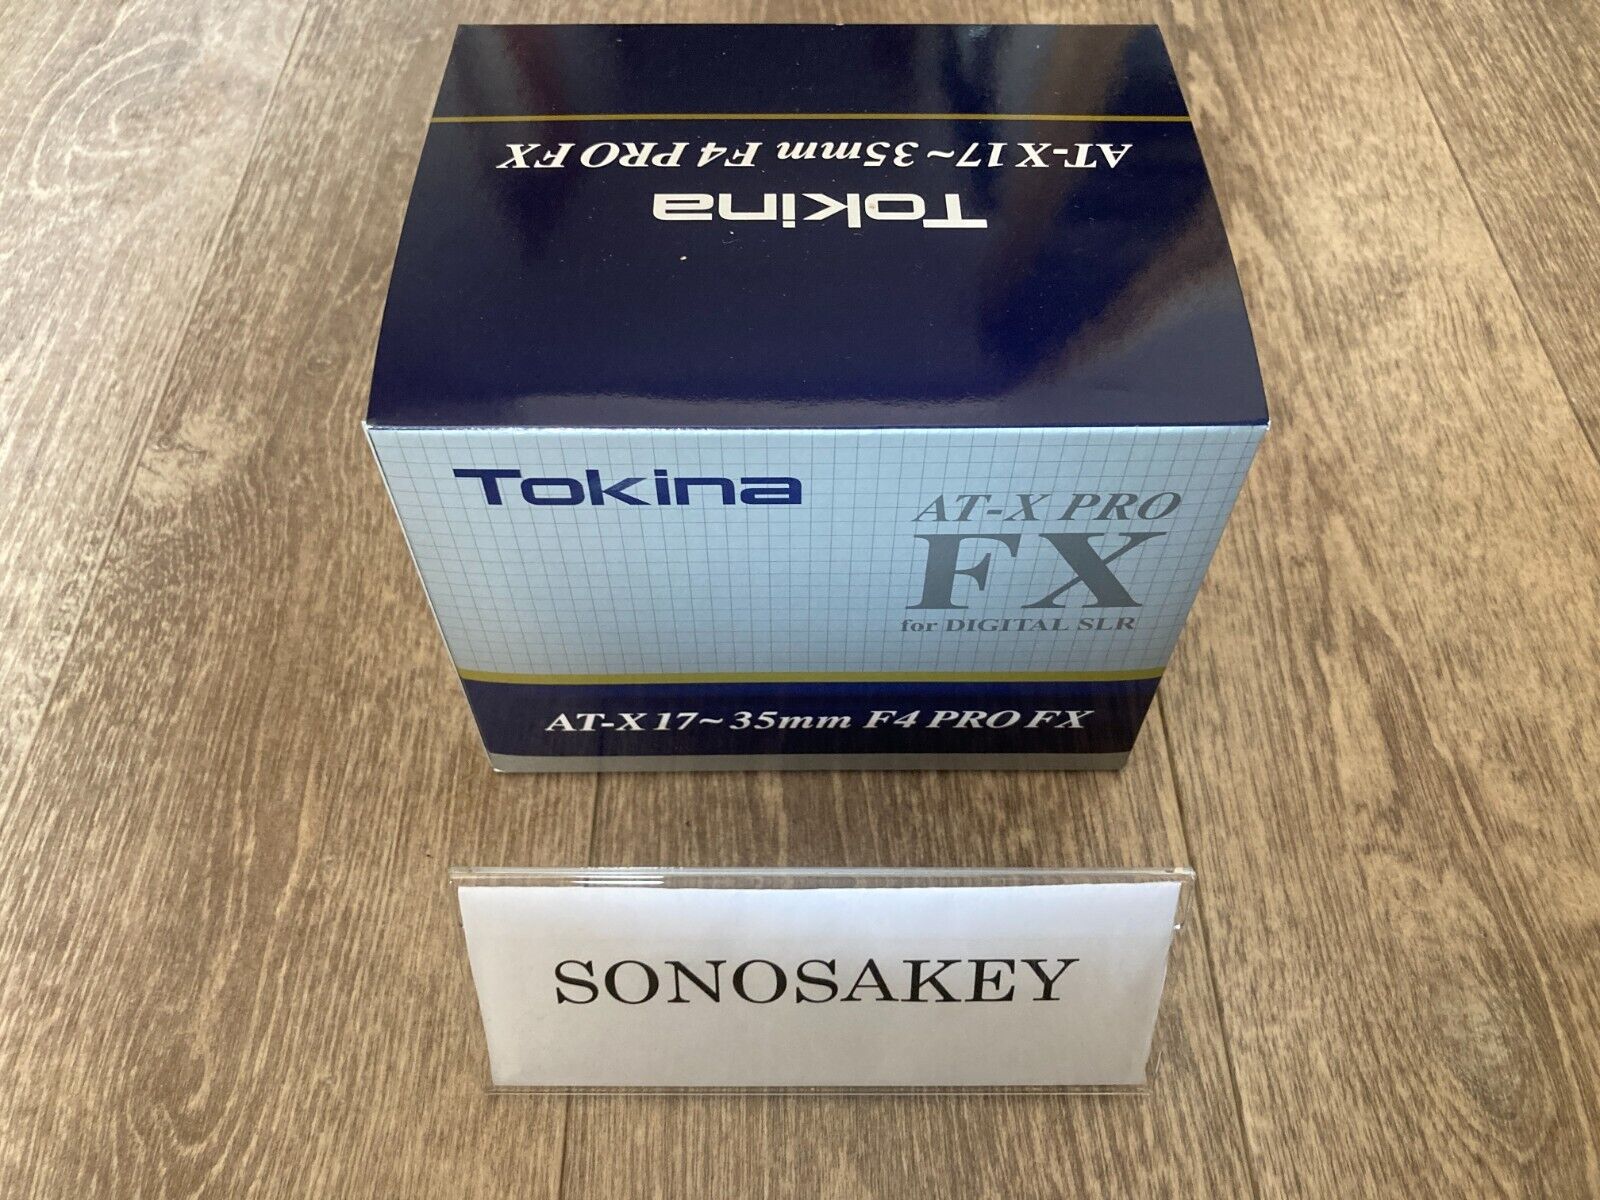 AT-X 17~35mm F4 PRO FX
Tokina
Tokina
AT-X PRO
FX
for DIGITAL SLR
AT-X 17~35mm F4 PRO FX
SONOSAKEY